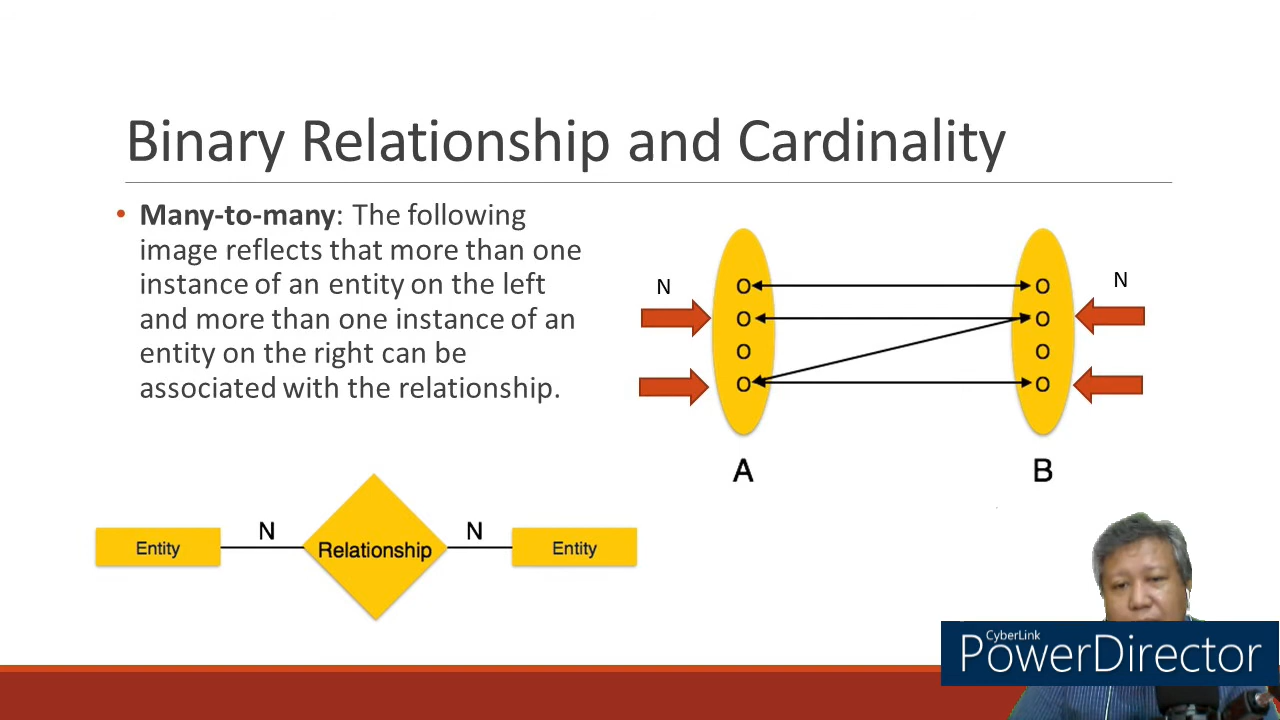 Binary Relationship and Cardinality
• Many-to-many: The following
image reflects that more than one
instance of an entity on the left
and more than one instance of an
entity on the right can be
associated with the relationship.
N
N
A
B
N
N
Entity
Relationship
Entity
CyberLink
PowerDirector